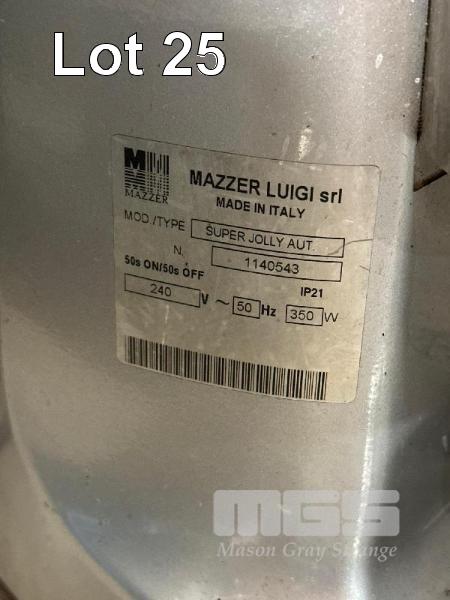 Lot 25
M
MAZZER
MAZZER LUIGI srl
MADE IN ITALY
MOD./TYPE SUPER JOLLY AUT.
N. 1140543
50s ON/50s OFF IP21
240 V ~ 50 Hz 350 W
MGS
Mason Gray Strange